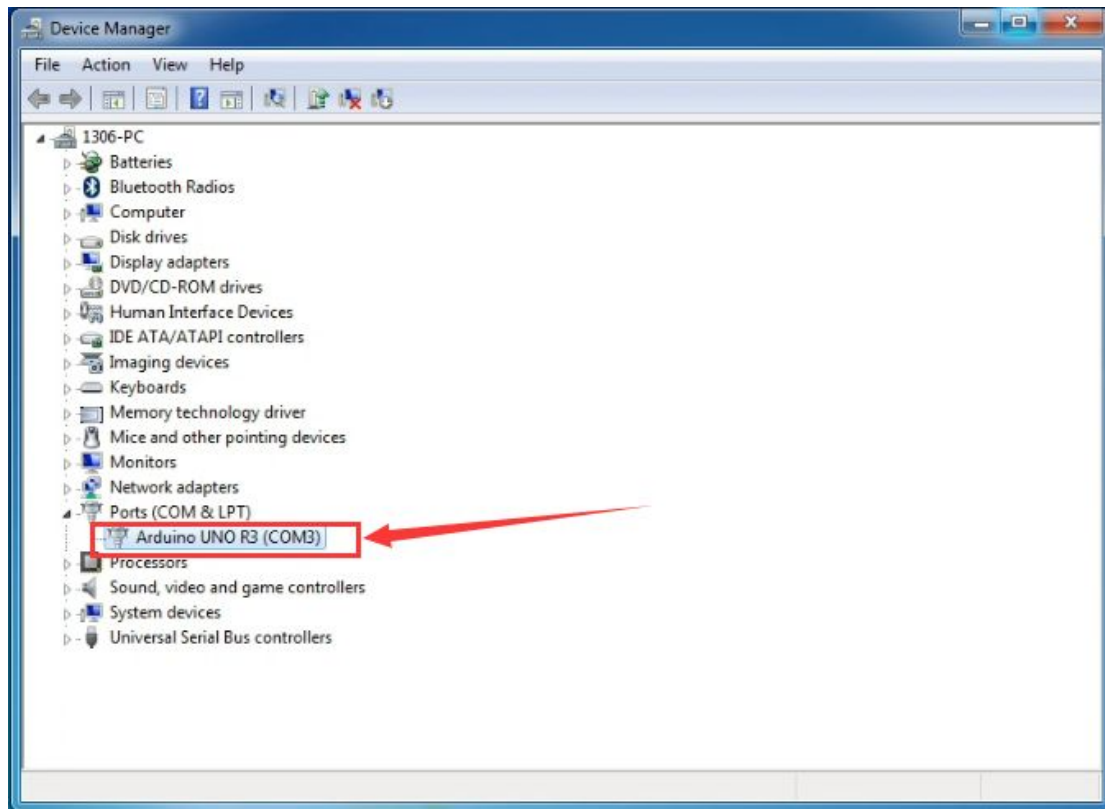 Device Manager
File Action View Help
1306-PC
Batteries
Bluetooth Radios
Computer
Disk drives
Display adapters
DVD/CD-ROM drives
Human Interface Devices
IDE ATA/ATAPI controllers
Imaging devices
Keyboards
Memory technology driver
Mice and other pointing devices
Monitors
Network adapters
Ports (COM & LPT)
Arduino UNO R3 (COM3)
Processors
Sound, video and game controllers
System devices
Universal Serial Bus controllers